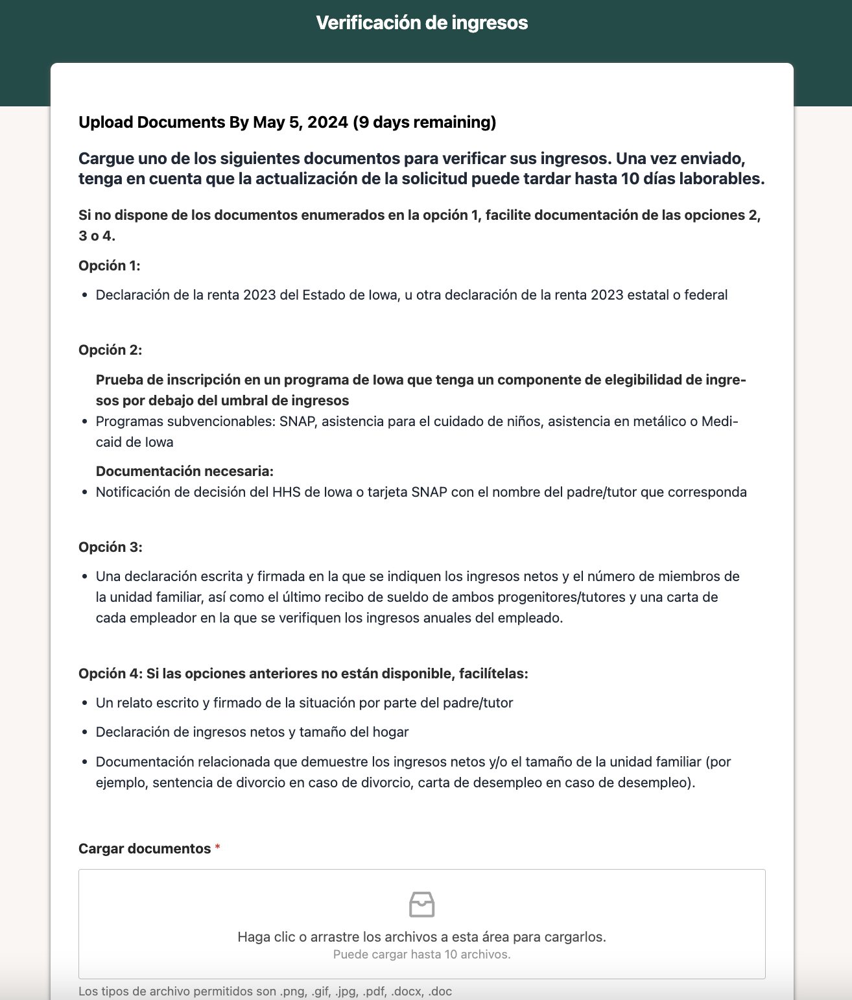 Verificación de ingresos
Upload Documents By May 5, 2024 (9 days remaining)
Cargue uno de los siguientes documentos para verificar sus ingresos. Una vez enviado,
tenga en cuenta que la actualización de la solicitud puede tardar hasta 10 días laborables.
Si no dispone de los documentos enumerados en la opción 1, facilite documentación de las opciones 2,
3 o 4.
Opción 1:
• Declaración de la renta 2023 del Estado de Iowa, u otra declaración de la renta 2023 estatal o federal
Opción 2:
Prueba de inscripción en un programa de Iowa que tenga un componente de elegibilidad de ingre-
sos por debajo del umbral de ingresos
• Programas subvencionables: SNAP, asistencia para el cuidado de niños, asistencia en metálico o Medi-
caid de Iowa
Documentación necesaria:
• Notificación de decisión del HHS de Iowa o tarjeta SNAP con el nombre del padre/tutor que corresponda
Opción 3:
• Una declaración escrita y firmada en la que se indiquen los ingresos netos y el número de miembros de
la unidad familiar, así como el último recibo de sueldo de ambos progenitores/tutores y una carta de
cada empleador en la que se verifiquen los ingresos anuales del empleado.
Opción 4: Si las opciones anteriores no están disponible, facilítelas:
• Un relato escrito y firmado de la situación por parte del padre/tutor
• Declaración de ingresos netos y tamaño del hogar
• Documentación relacionada que demuestre los ingresos netos y/o el tamaño de la unidad familiar (por
ejemplo, sentencia de divorcio en caso de divorcio, carta de desempleo en caso de desempleo).
Cargar documentos *
Haga clic o arrastre los archivos a esta área para cargarlos.
Puede cargar hasta 10 archivos.
Los tipos de archivo permitidos son .png, .gif, .jpg, .pdf, .docx, .doc